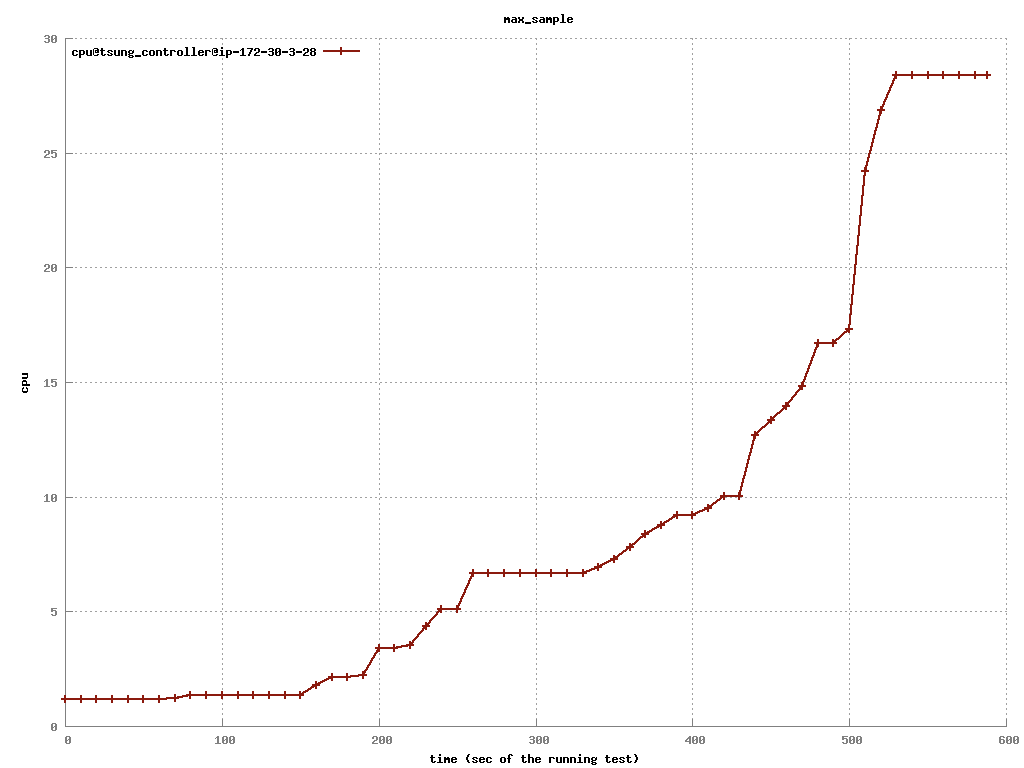 max_sample
30
cpu@tsung_controller@ip-172-30-3-28
25
20
15
cpu
10
5
0
0 100 200 300 400 500 600
time (sec of the running test)